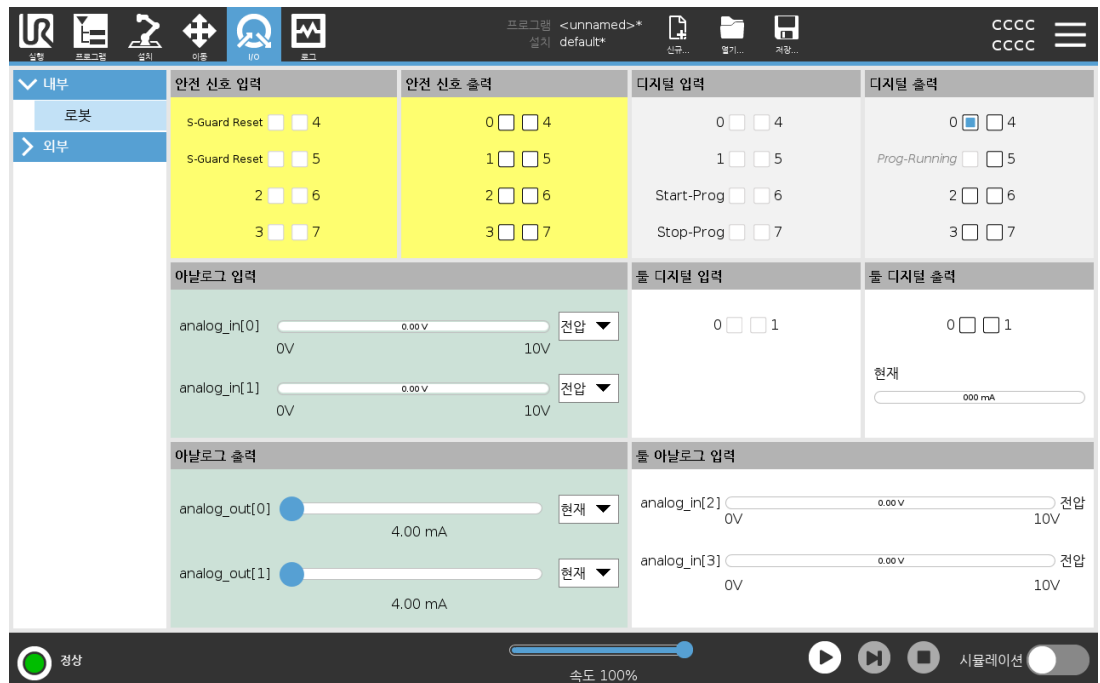 프로그램 <unnamed>*
설치 default*
CCCC
CCCC
실행 프로그램 설치 이동 I/O 로그 신규... 열기... 저장...
내부
로봇
외부
안전 신호 입력
S-Guard Reset 4
S-Guard Reset 5
2 6
3 7
안전 신호 출력
0 4
1 5
2 6
3 7
디지털 입력
0 4
1 5
Start-Prog 6
Stop-Prog 7
디지털 출력
0 4
Prog-Running 5
2 6
3 7
아날로그 입력
analog_in[0] 0.00 V 전압
0V 10V
analog_in[1] 0.00 V 전압
0V 10V
툴 디지털 입력
0 1
툴 디지털 출력
0 1
현재
000 mA
아날로그 출력
analog_out[0] 현재
4.00 mA
analog_out[1] 현재
4.00 mA
툴 아날로그 입력
analog_in[2] 0.00 V 전압
0V 10V
analog_in[3] 0.00 V 전압
0V 10V
정상
속도 100%
시뮬레이션